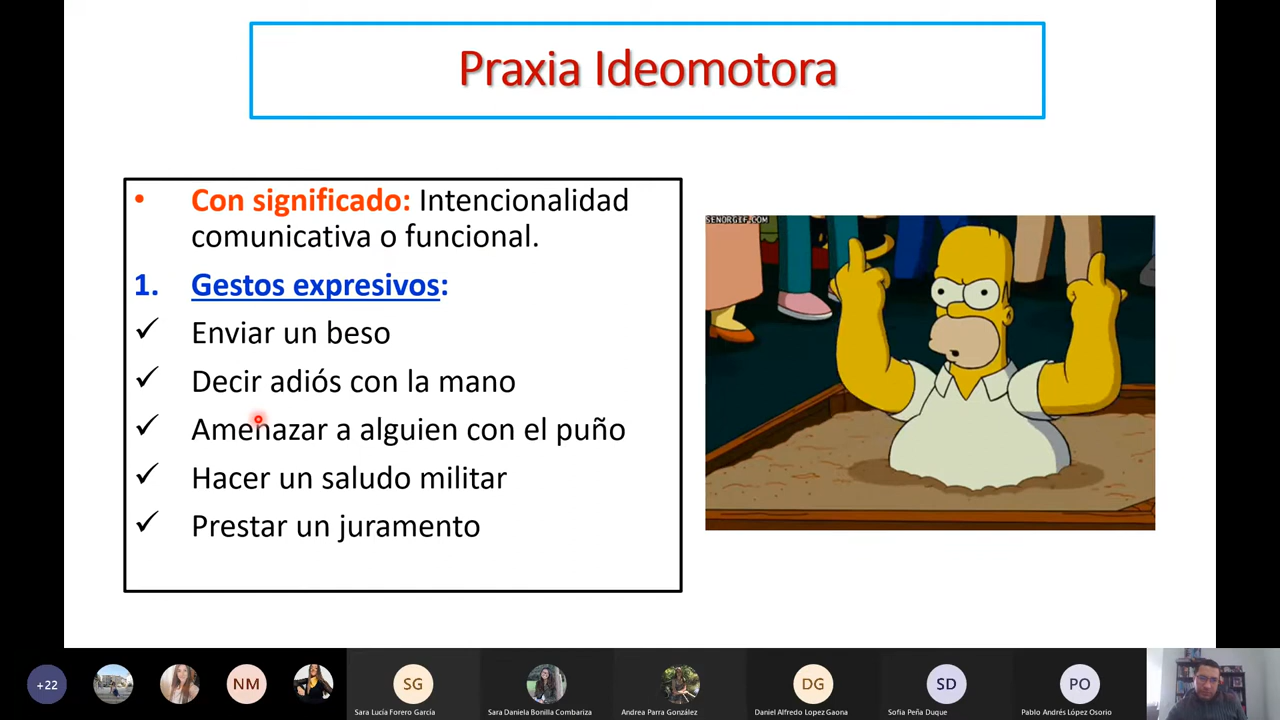 Praxia Ideomotora
• Con significado: Intencionalidad
comunicativa o funcional.
1. Gestos expresivos:
✓ Enviar un beso
✓ Decir adiós con la mano
✓ Amenazar a alguien con el puño
✓ Hacer un saludo militar
✓ Prestar un juramento
SENORGIF.COM
+22
NM
SG
DG
SD
PO
Sara Lucía Forero García
Sara Daniela Bonilla Combariza
Andrea Parra González
Daniel Alfredo Lopez Gaona
Sofia Peña Duque
Pablo Andrés López Osorio